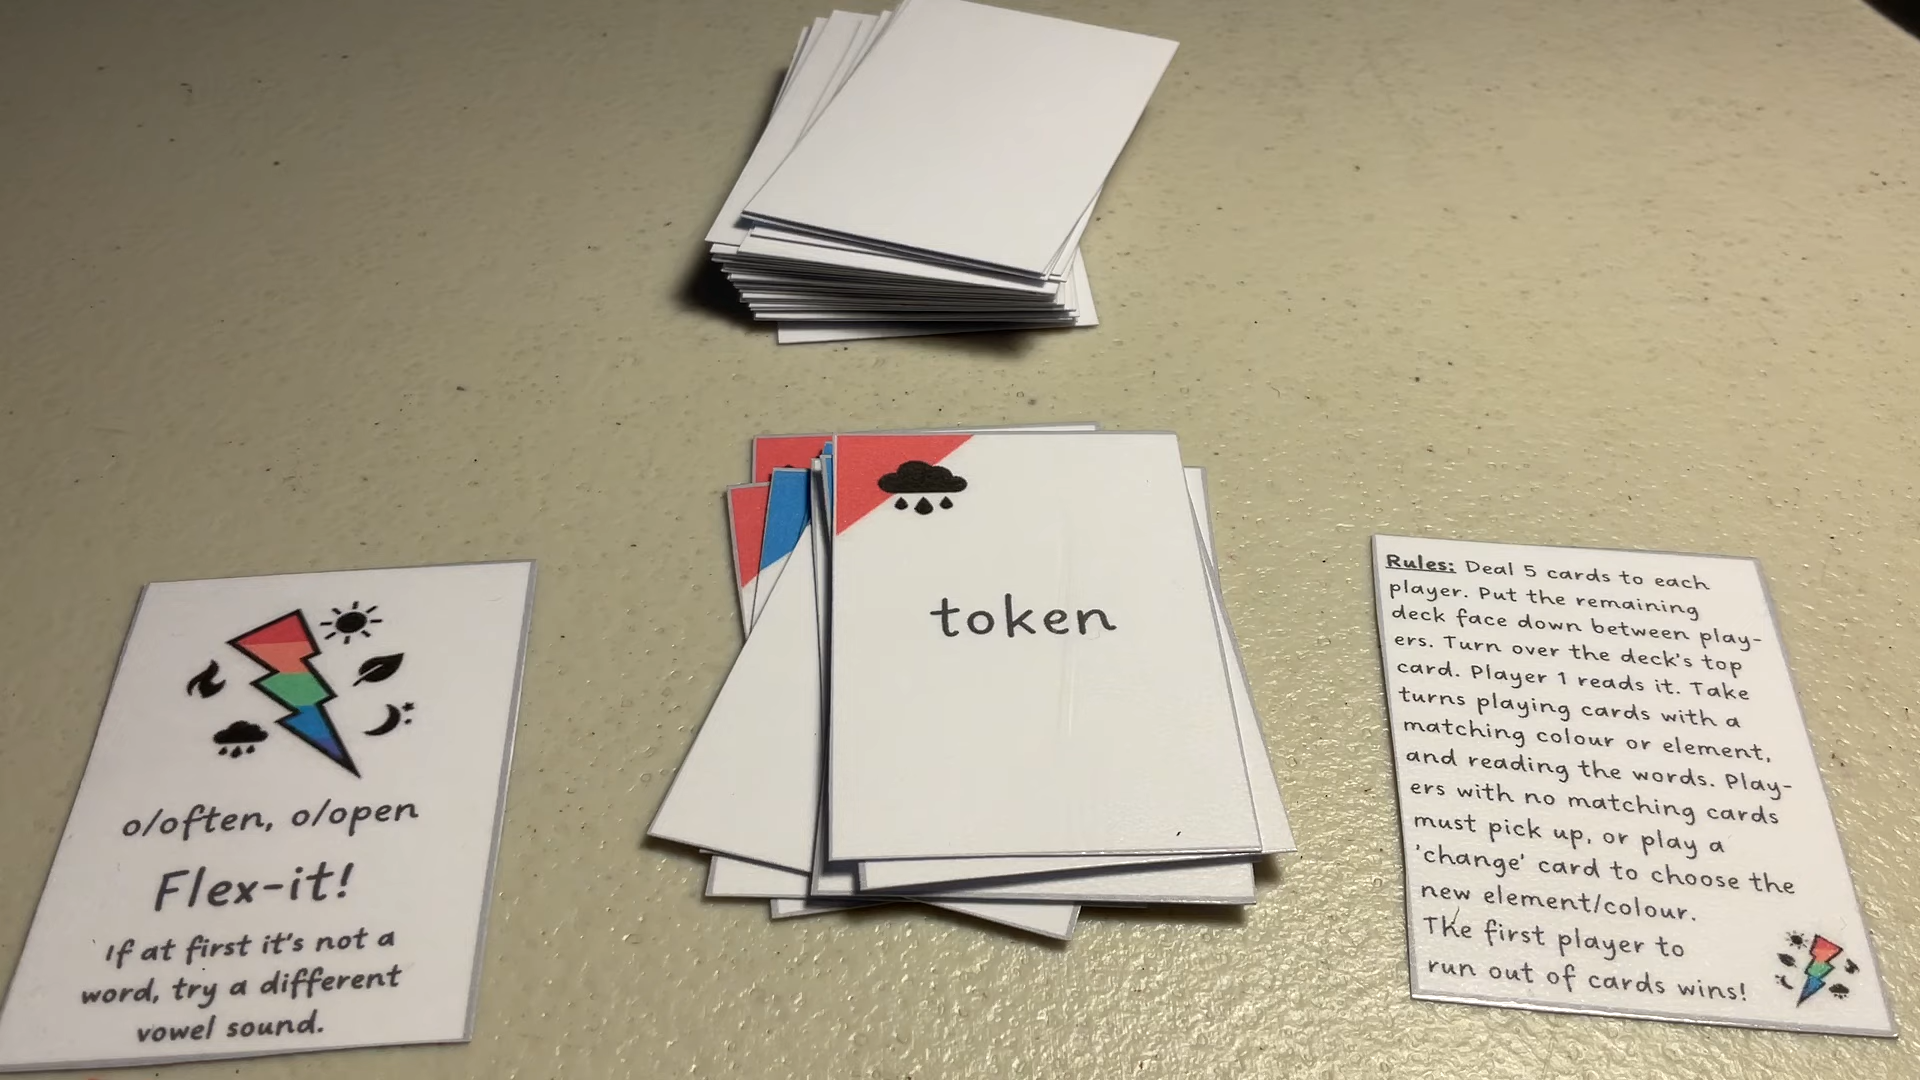 token
o/often, o/open
Flex-it!
If at first it's not a
word, try a different
vowel sound.
Rules: Deal 5 cards to each
player. Put the remaining
deck face down between play-
ers. Turn over the deck's top
card. Player 1 reads it. Take
turns playing cards with a
matching colour or element,
and reading the words. Play-
ers with no matching cards
must pick up, or play a
'change' card to choose the
new element/colour.
The first player to
run out of cards wins!